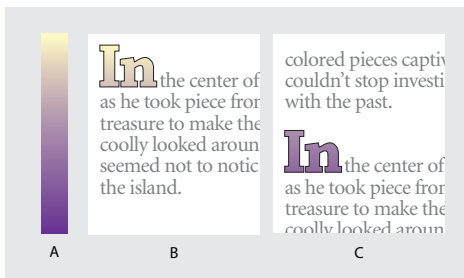 In the center of
as he took piece from
treasure to make the
coolly looked aroun
seemed not to notic
the island.
colored pieces captiv
couldn't stop investi
with the past.
In the center of
as he took piece from
treasure to make the
coolly looked aroun
A
B
C